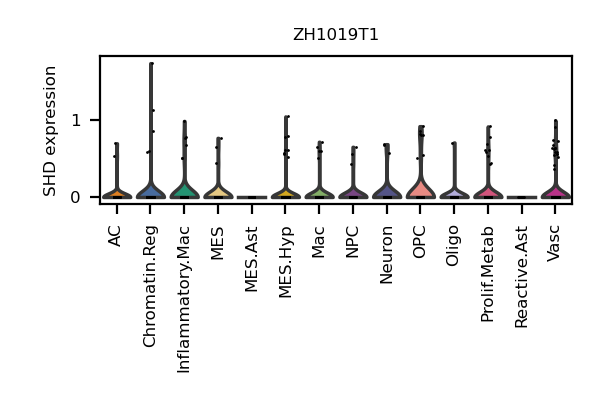 ZH1019T1
SHD expression
1
0
AC
Chromatin.Reg
Inflammatory.Mac
MES
MES.Ast
MES.Hyp
Mac
NPC
Neuron
OPC
Oligo
Prolif.Metab
Reactive.Ast
Vasc